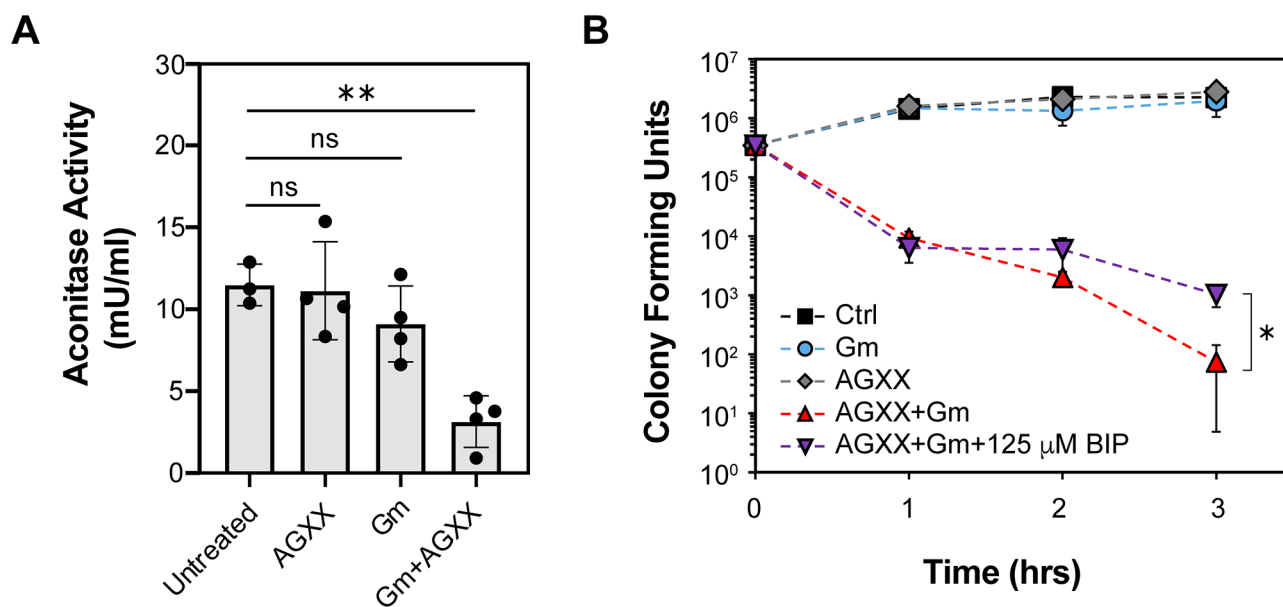 A
Aconitase Activity
(mU/ml)
30
20
15
10
5
0
**
ns
ns
Untreated
AGXX
Gm
Gm+AGXX
B
Colony Forming Units
10⁷
10⁶
10⁵
10⁴
10³
10²
10¹
10⁰
Ctrl
Gm
AGXX
AGXX+Gm
AGXX+Gm+125 μM BIP
*
0
1
2
3
Time (hrs)